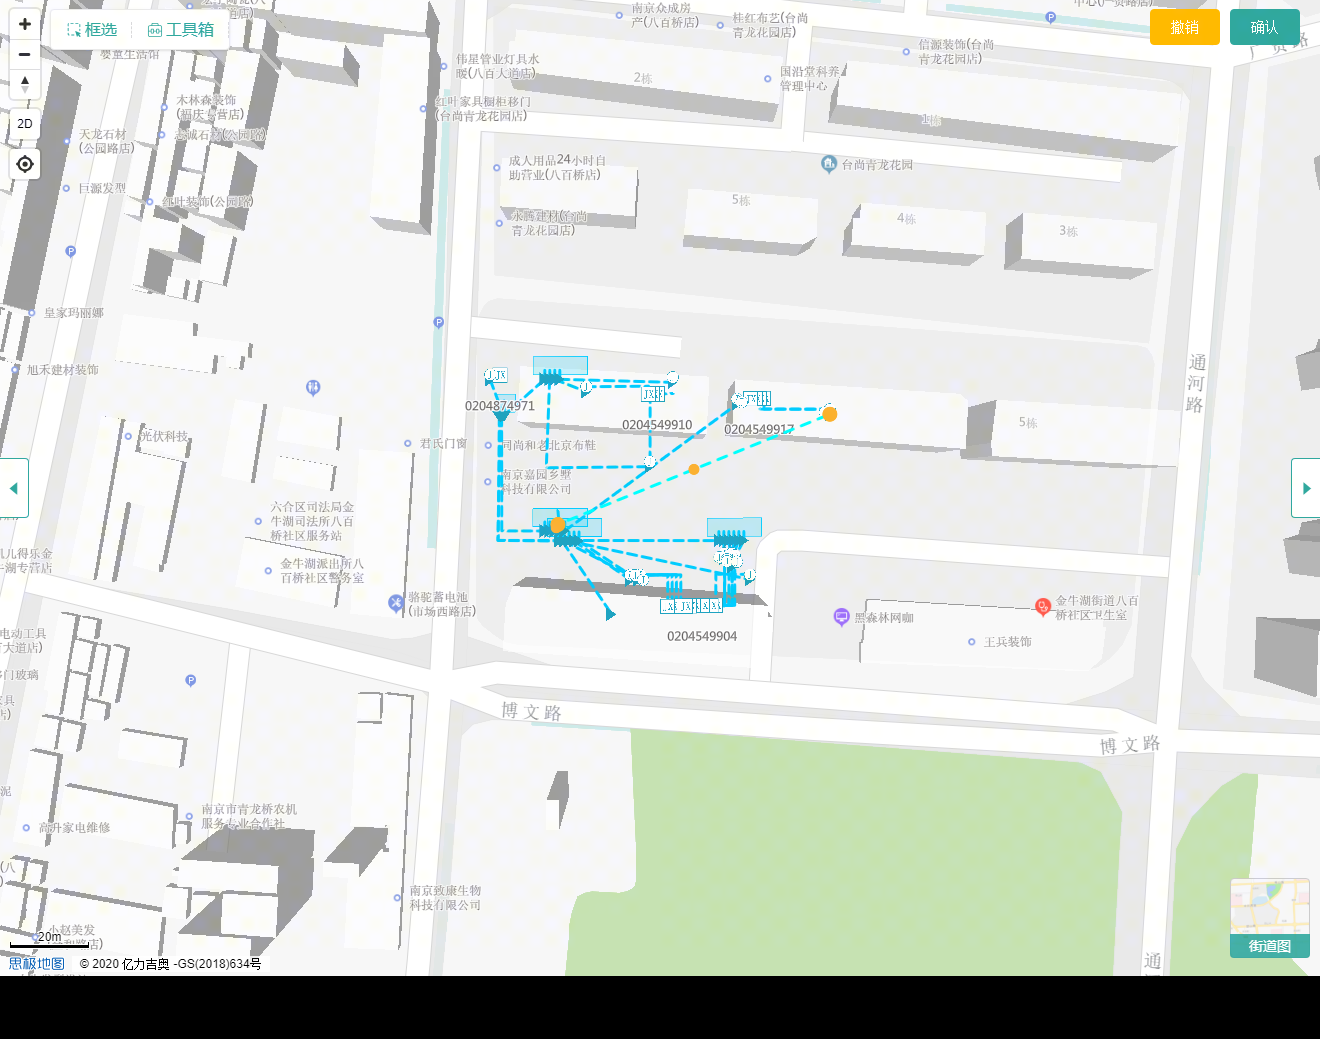 框选
工具箱
撤销
确认
2D
婴童生活馆
南京众成房
产(八百桥店)
桂红布艺(台尚
青龙花园店)
信源装饰(台尚
青龙花园店)
国沿堂科养
管理中心
伟星管业灯具水
暖(八百大道店)
红叶家具橱柜移门
(台尚青龙花园店)
木林森装饰
(福庆专营店)
志诚石材(公园路)
天龙石材
(公园路店)
巨源发型
红叶装饰(公园路)
2栋
1栋
成人用品24小时自
助营业(八百桥店)
台尚青龙花园
永腾建材(台尚
青龙花园店)
5栋
4栋
3栋
皇家玛丽娜
旭禾建材装饰
通河路
0204874971
0204549910
0204549917
5栋
光伏科技
君氏门窗
同尚和老北京布鞋
南京嘉园乡墅
科技有限公司
六合区司法局金
牛湖司法所八百
桥社区服务站
金牛湖派出所八
百桥社区警务室
骆驼蓄电池
(市场西路店)
0204549904
黑森林网咖
金牛湖街道八百
桥社区卫生室
王兵装饰
博文路
博文路
南京市青龙桥农机
服务专业合作社
高升家电维修
南京致康生物
科技有限公司
小赵美发
20m
思极地图
© 2020 亿力吉奥 -GS(2018)634号
街道图
通